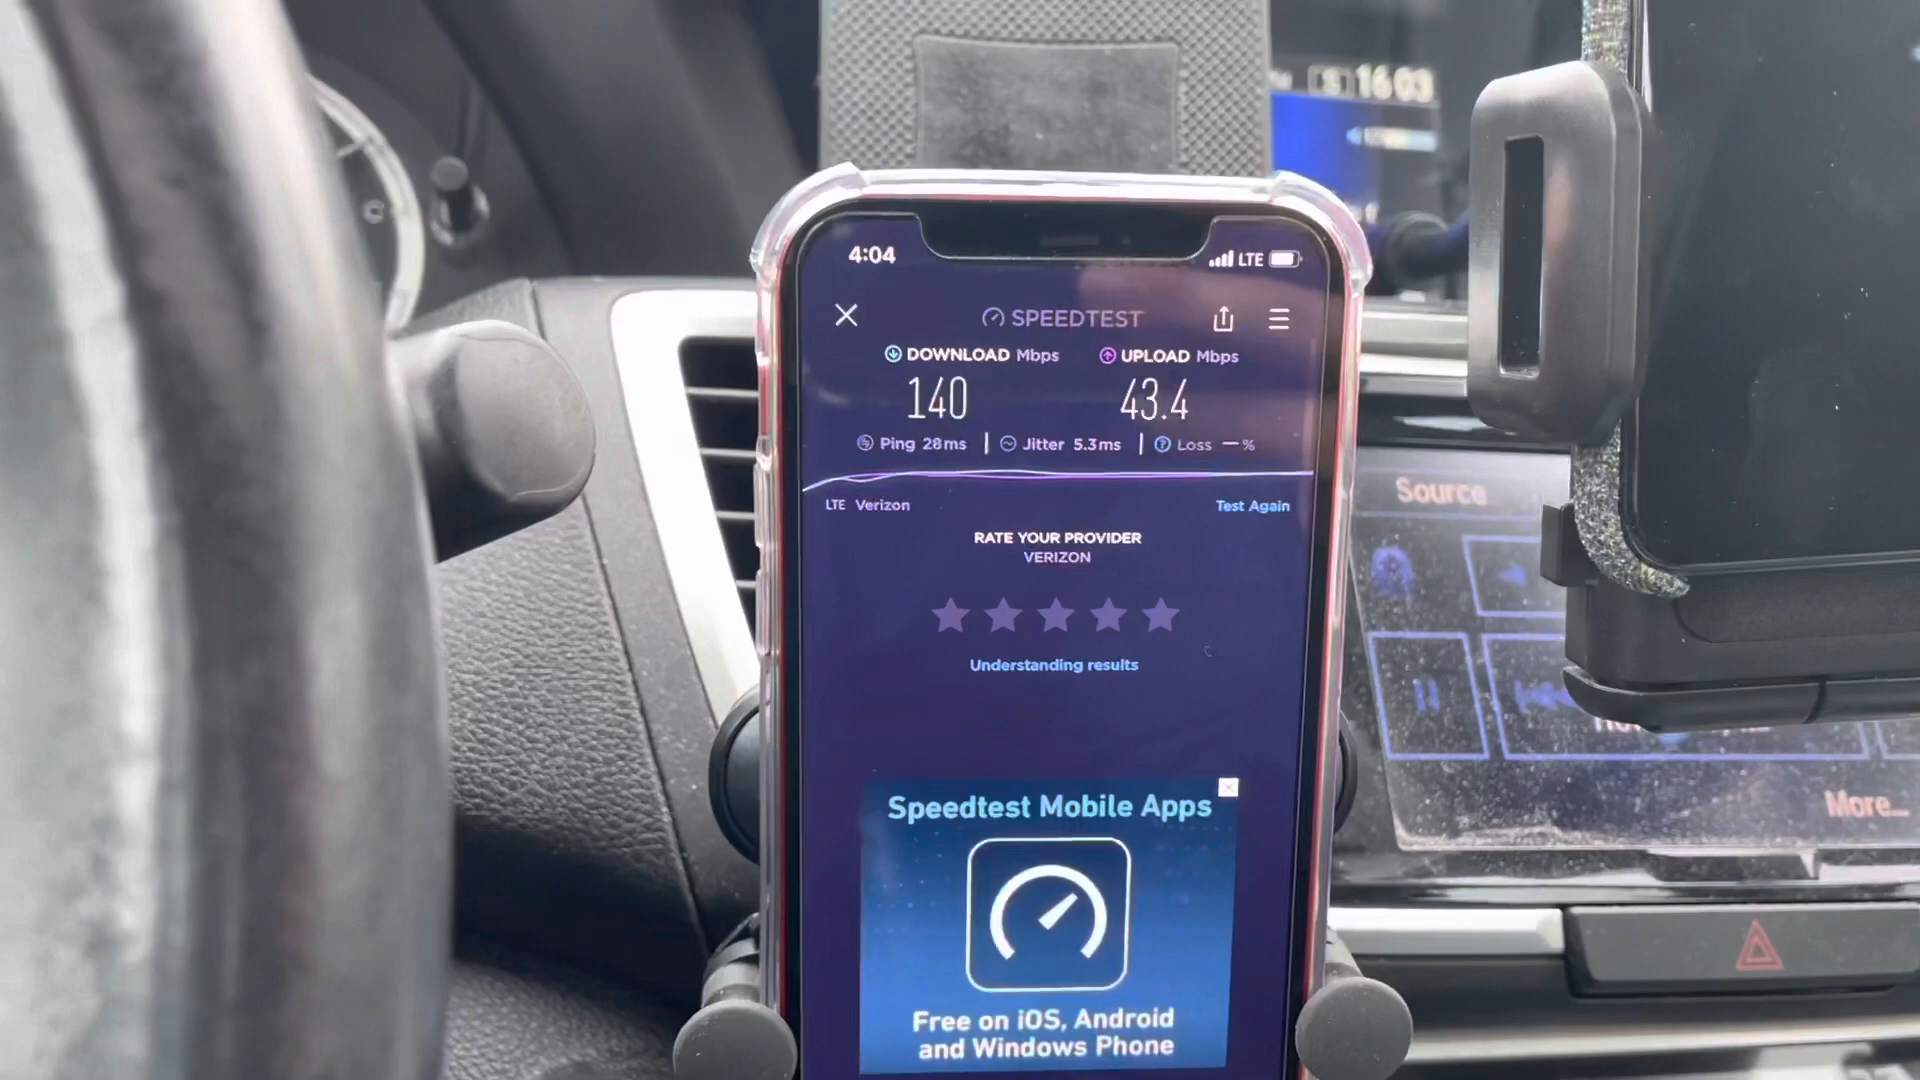 16:03
4:04
LTE
SPEEDTEST
DOWNLOAD Mbps
UPLOAD Mbps
140
43.4
Ping 28ms
Jitter 5.3ms
Loss — %
LTE Verizon
Test Again
RATE YOUR PROVIDER
VERIZON
Understanding results
Speedtest Mobile Apps
Free on iOS, Android
and Windows Phone
Source
More...